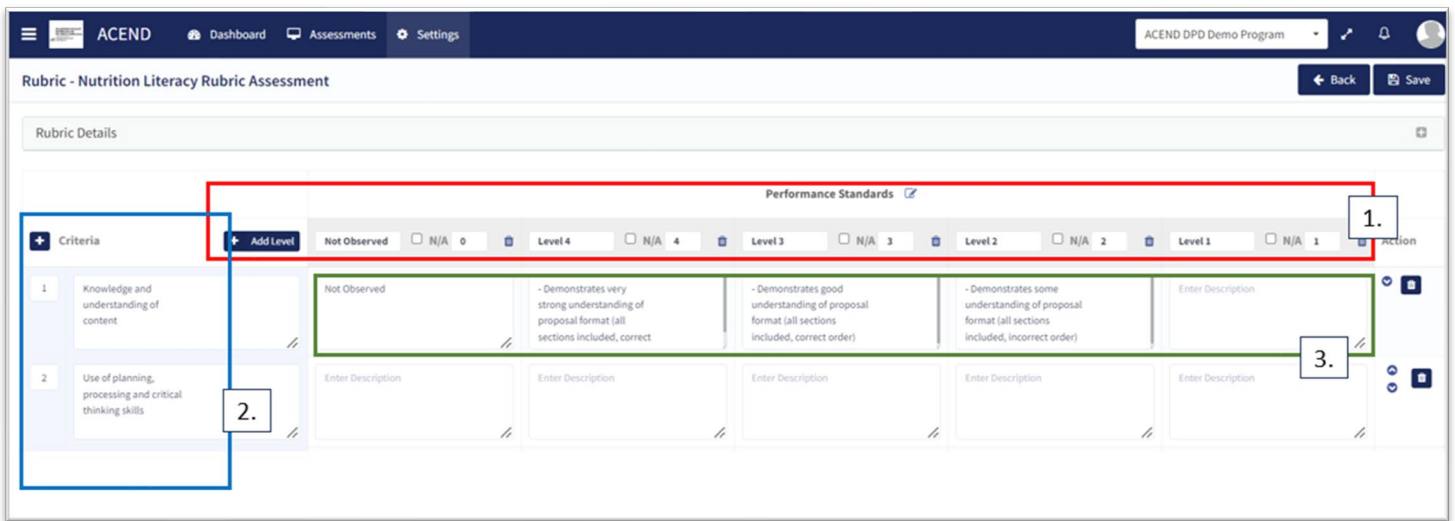 ACEND
Dashboard
Assessments
Settings
ACEND DPD Demo Program
Rubric - Nutrition Literacy Rubric Assessment
Back
Save
Rubric Details
Performance Standards
1.
Criteria
Add Level
Not Observed
N/A
0
Level 4
N/A
4
Level 3
N/A
3
Level 2
N/A
2
Level 1
N/A
1
Action
1
Knowledge and
understanding of
content
Not Observed
- Demonstrates very
strong understanding of
proposal format (all
sections included, correct
- Demonstrates good
understanding of proposal
format (all sections
included, correct order)
- Demonstrates some
understanding of proposal
format (all sections
included, incorrect order)
Enter Description
3.
2
Use of planning,
processing and critical
thinking skills
2.
Enter Description
Enter Description
Enter Description
Enter Description
Enter Description